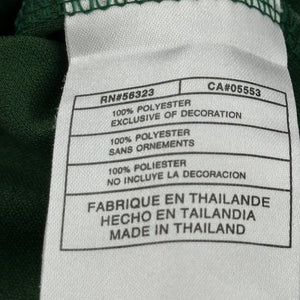 RN#56323 CA#05553
100% POLYESTER
EXCLUSIVE OF DECORATION
100% POLYESTER
SANS ORNEMENTS
100% POLIESTER
NO INCLUYE LA DECORACION
FABRIQUE EN THAILANDE
HECHO EN TAILANDIA
MADE IN THAILAND